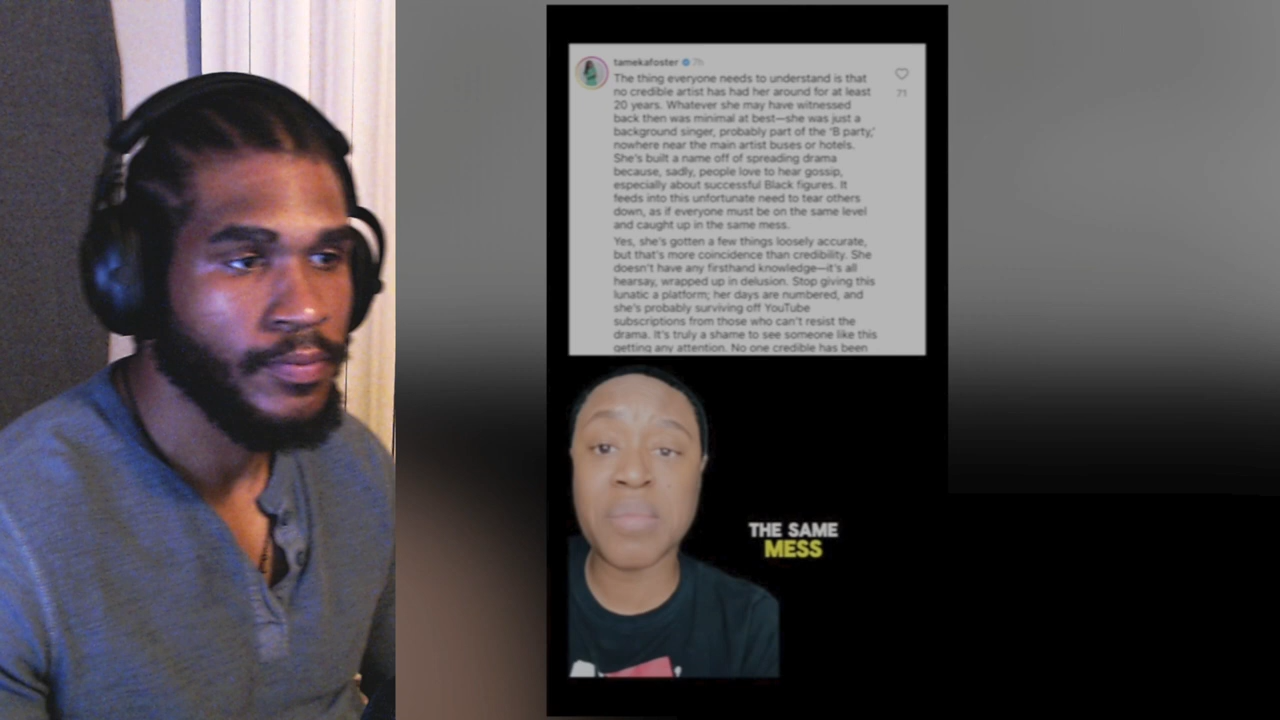 tamekafoster 7h
The thing everyone needs to understand is that
no credible artist has had her around for at least
20 years. Whatever she may have witnessed
back then was minimal at best—she was just a
background singer, probably part of the 'B party,'
nowhere near the main artist buses or hotels.
She's built a name off of spreading drama
because, sadly, people love to hear gossip,
especially about successful Black figures. It
feeds into this unfortunate need to tear others
down, as if everyone must be on the same level
and caught up in the same mess.
Yes, she's gotten a few things loosely accurate,
but that's more coincidence than credibility. She
doesn't have any firsthand knowledge—it's all
hearsay, wrapped up in delusion. Stop giving this
lunatic a platform; her days are numbered, and
she's probably surviving off YouTube
subscriptions from those who can't resist the
drama. It's truly a shame to see someone like this
getting any attention. No one credible has been
71
THE SAME
MESS